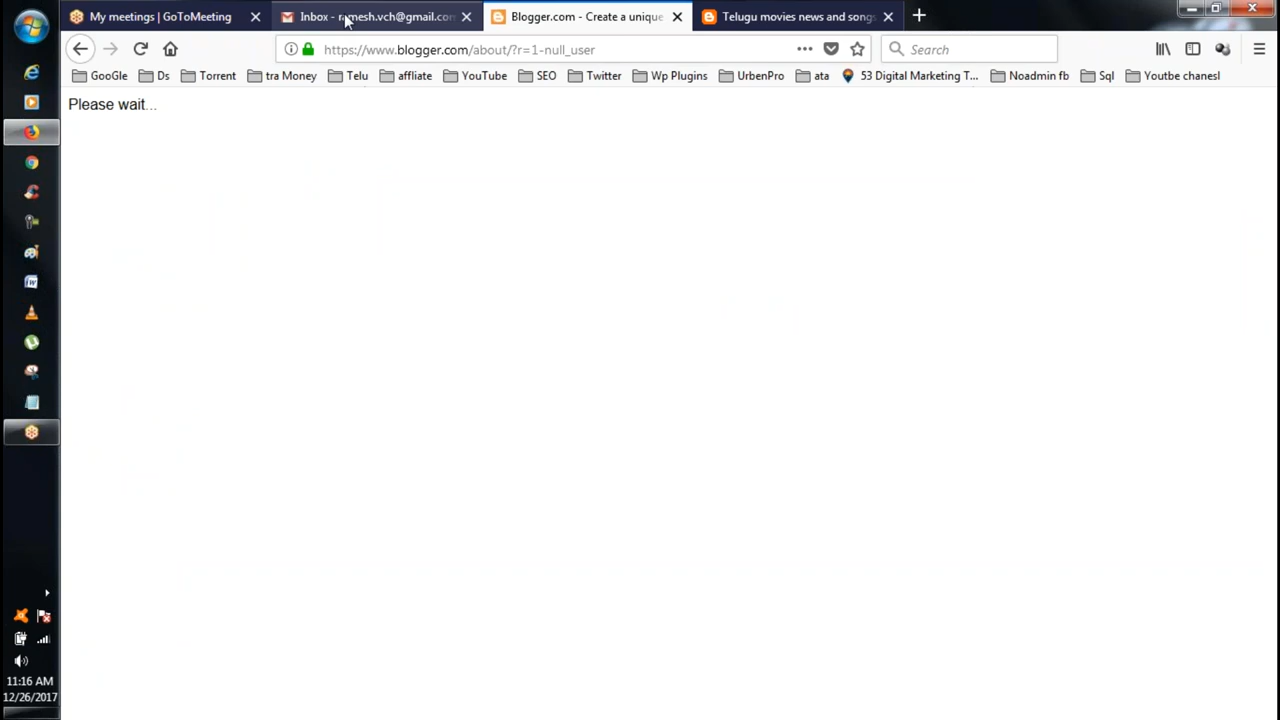 My meetings | GoToMeeting
Inbox - ramesh.vch@gmail.com
Blogger.com - Create a unique
Telugu movies news and songs
https://www.blogger.com/about/?r=1-null_user
Search
GooGle Ds Torrent tra Money Telu affliate YouTube SEO Twitter Wp Plugins UrbenPro ata 53 Digital Marketing T... Noadmin fb Sql Youtbe chanesl
Please wait...
11:16 AM
12/26/2017